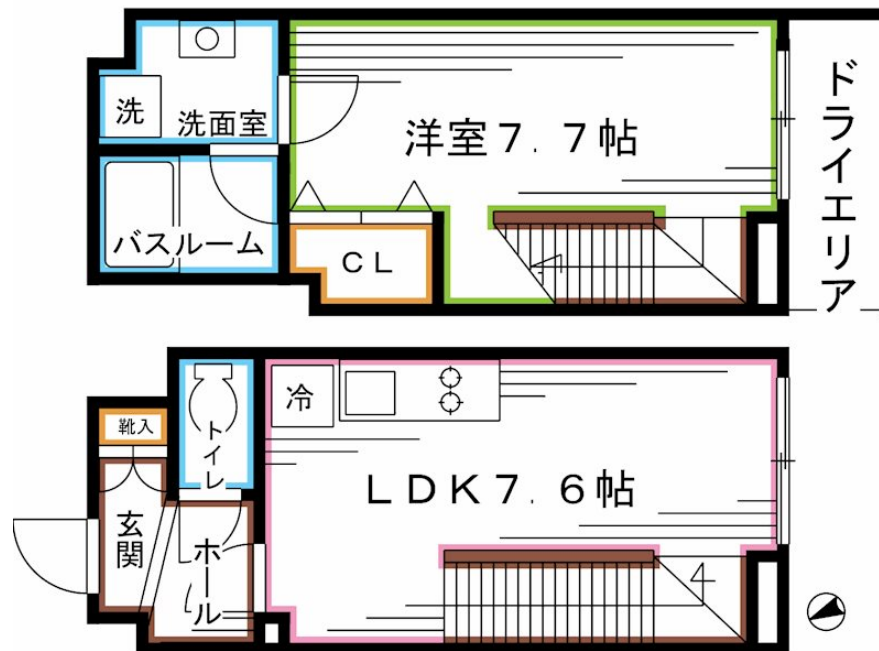 洗
洗面室
洋室7.7帖
ドライエリア
バスルーム
CL
冷
靴入
トイレ
LDK7.6帖
玄関
ホール